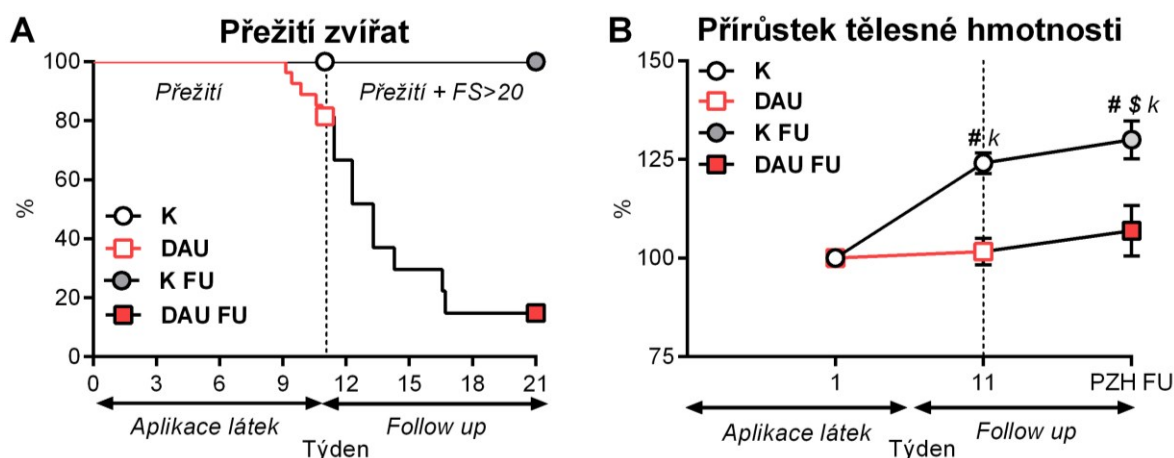 A
Přežití zvířat
100
80
60
40
20
0
%
Přežití
Přežití + FS>20
K
DAU
K FU
DAU FU
0 3 6 9 12 15 18 21
Aplikace látek
Follow up
Týden
B
Přírůstek tělesné hmotnosti
150
125
100
75
%
K
DAU
K FU
DAU FU
# k
# $ k
1 11 PZH FU
Aplikace látek
Follow up
Týden